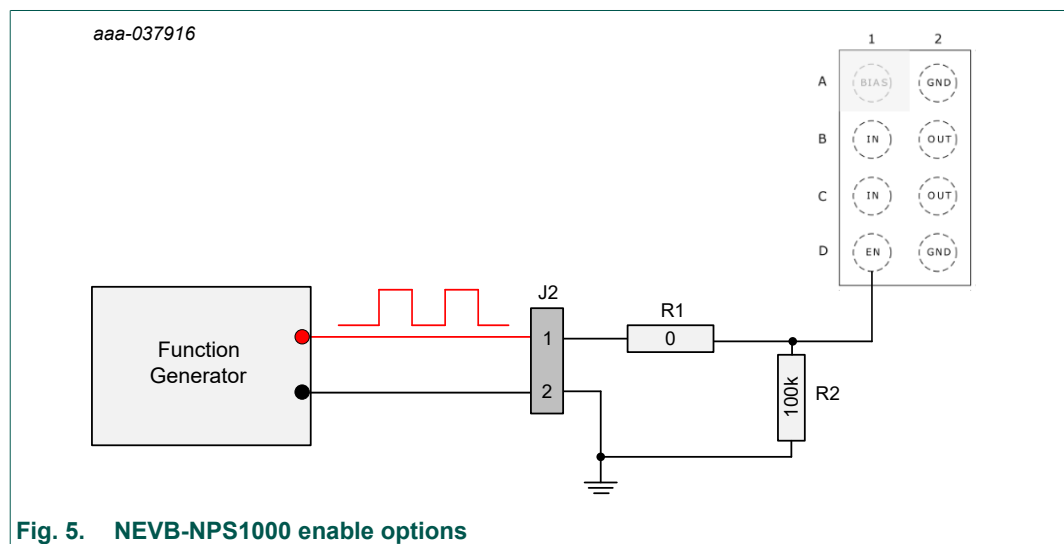 aaa-037916
1 2
A BIAS GND
B IN OUT
C IN OUT
D EN GND
J2
R1
1 0
Function
Generator
2 100k R2
Fig. 5. NEVB-NPS1000 enable options